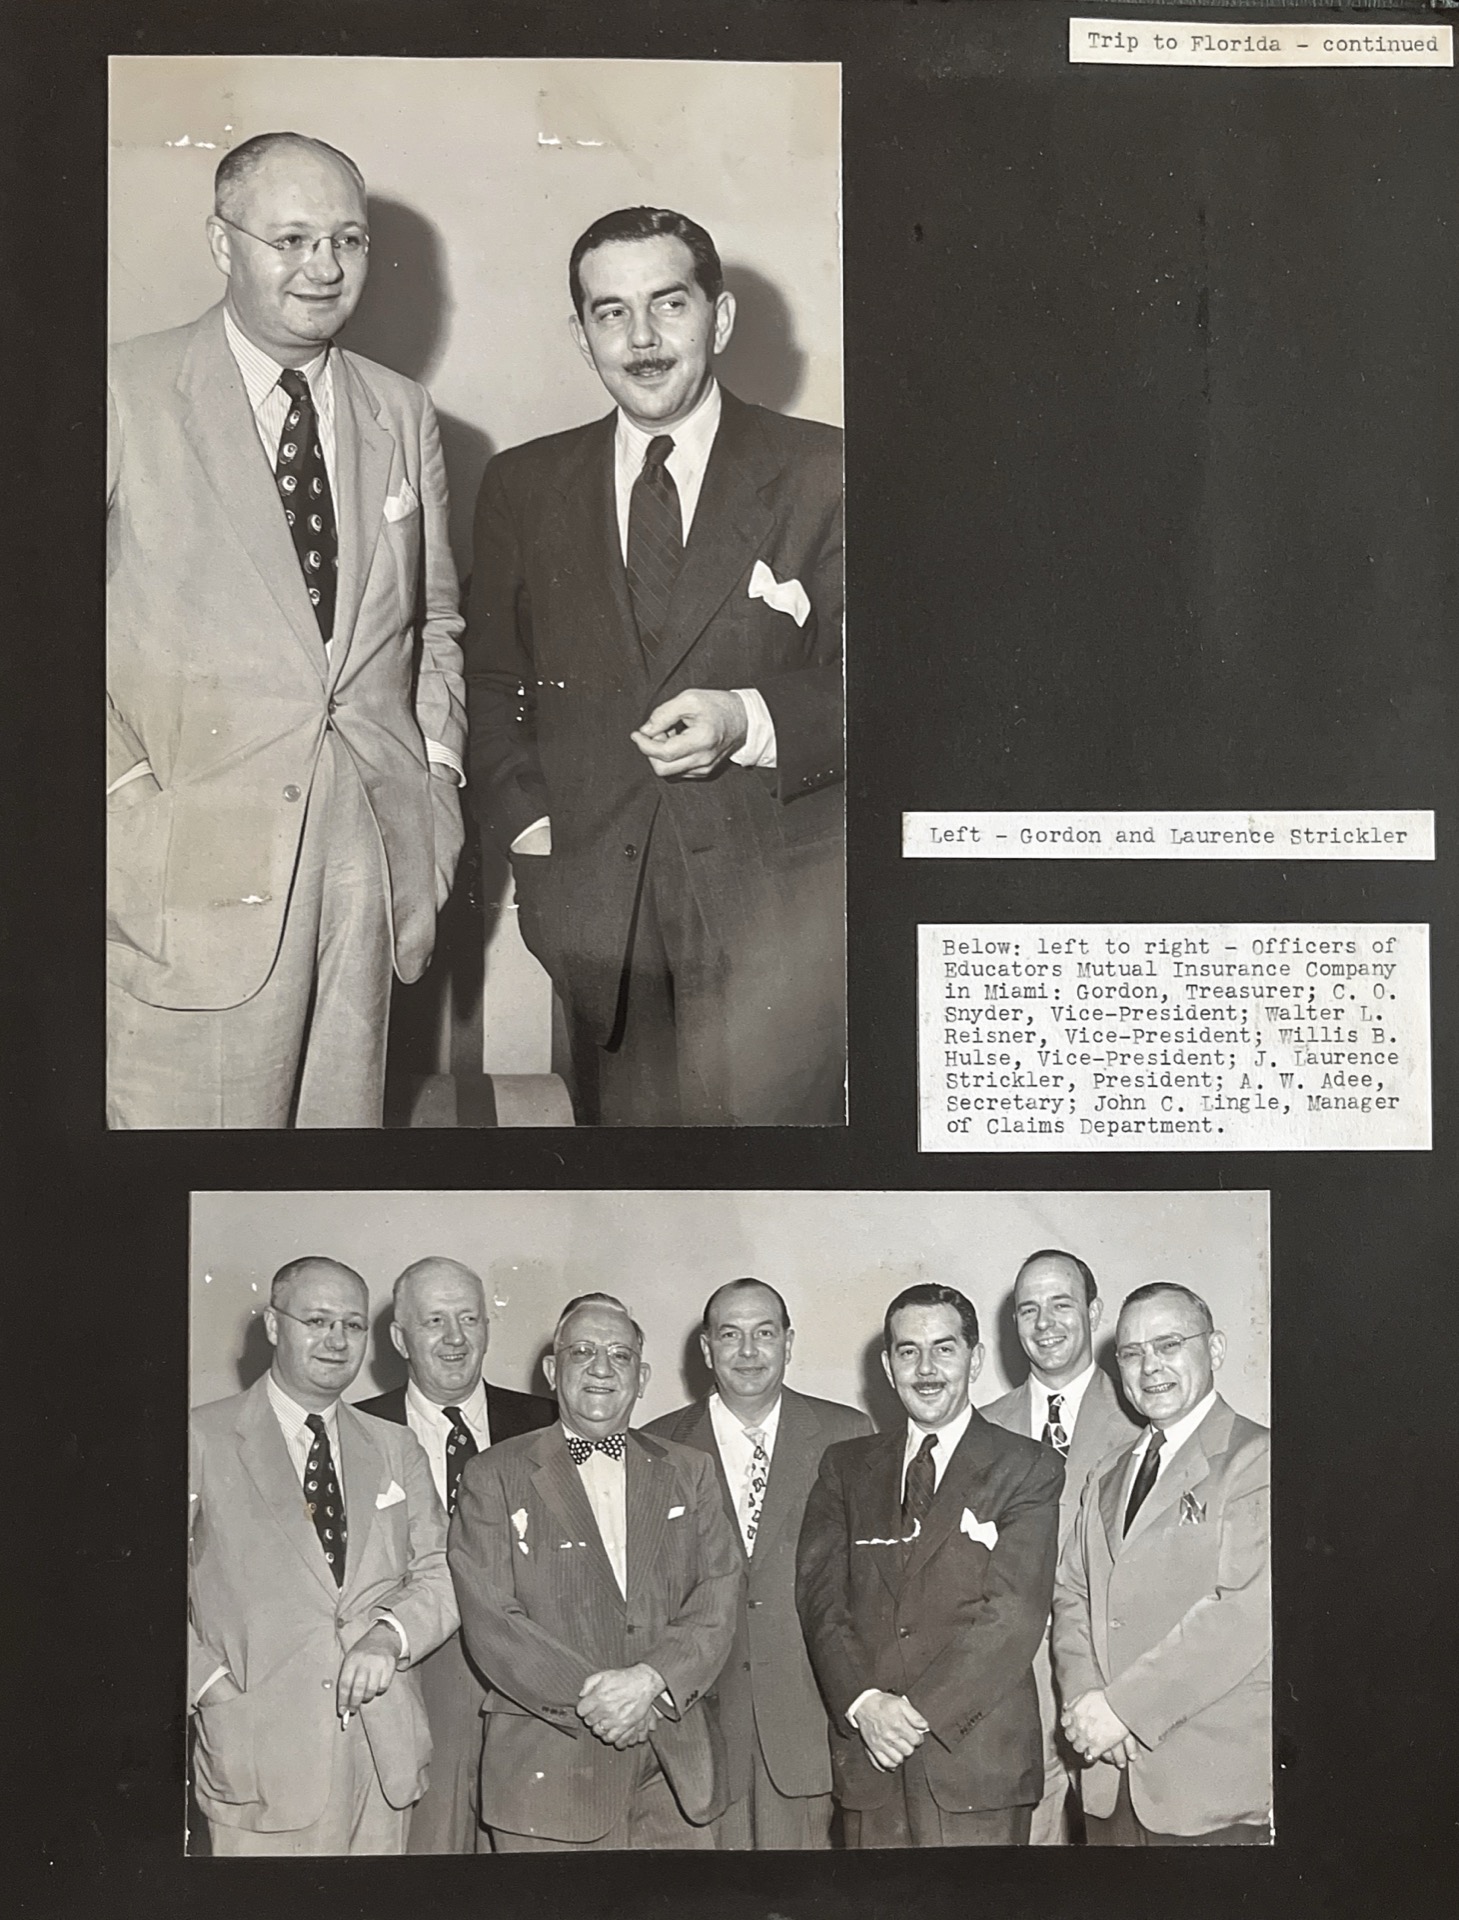 Trip to Florida - continued
Left - Gordon and Laurence Strickler
Below: left to right - Officers of
Educators Mutual Insurance Company
in Miami: Gordon, Treasurer; C. O.
Snyder, Vice-President; Walter L.
Reisner, Vice-President; Willis B.
Hulse, Vice-President; J. Laurence
Strickler, President; A. W. Adee,
Secretary; John C. Lingle, Manager
of Claims Department.